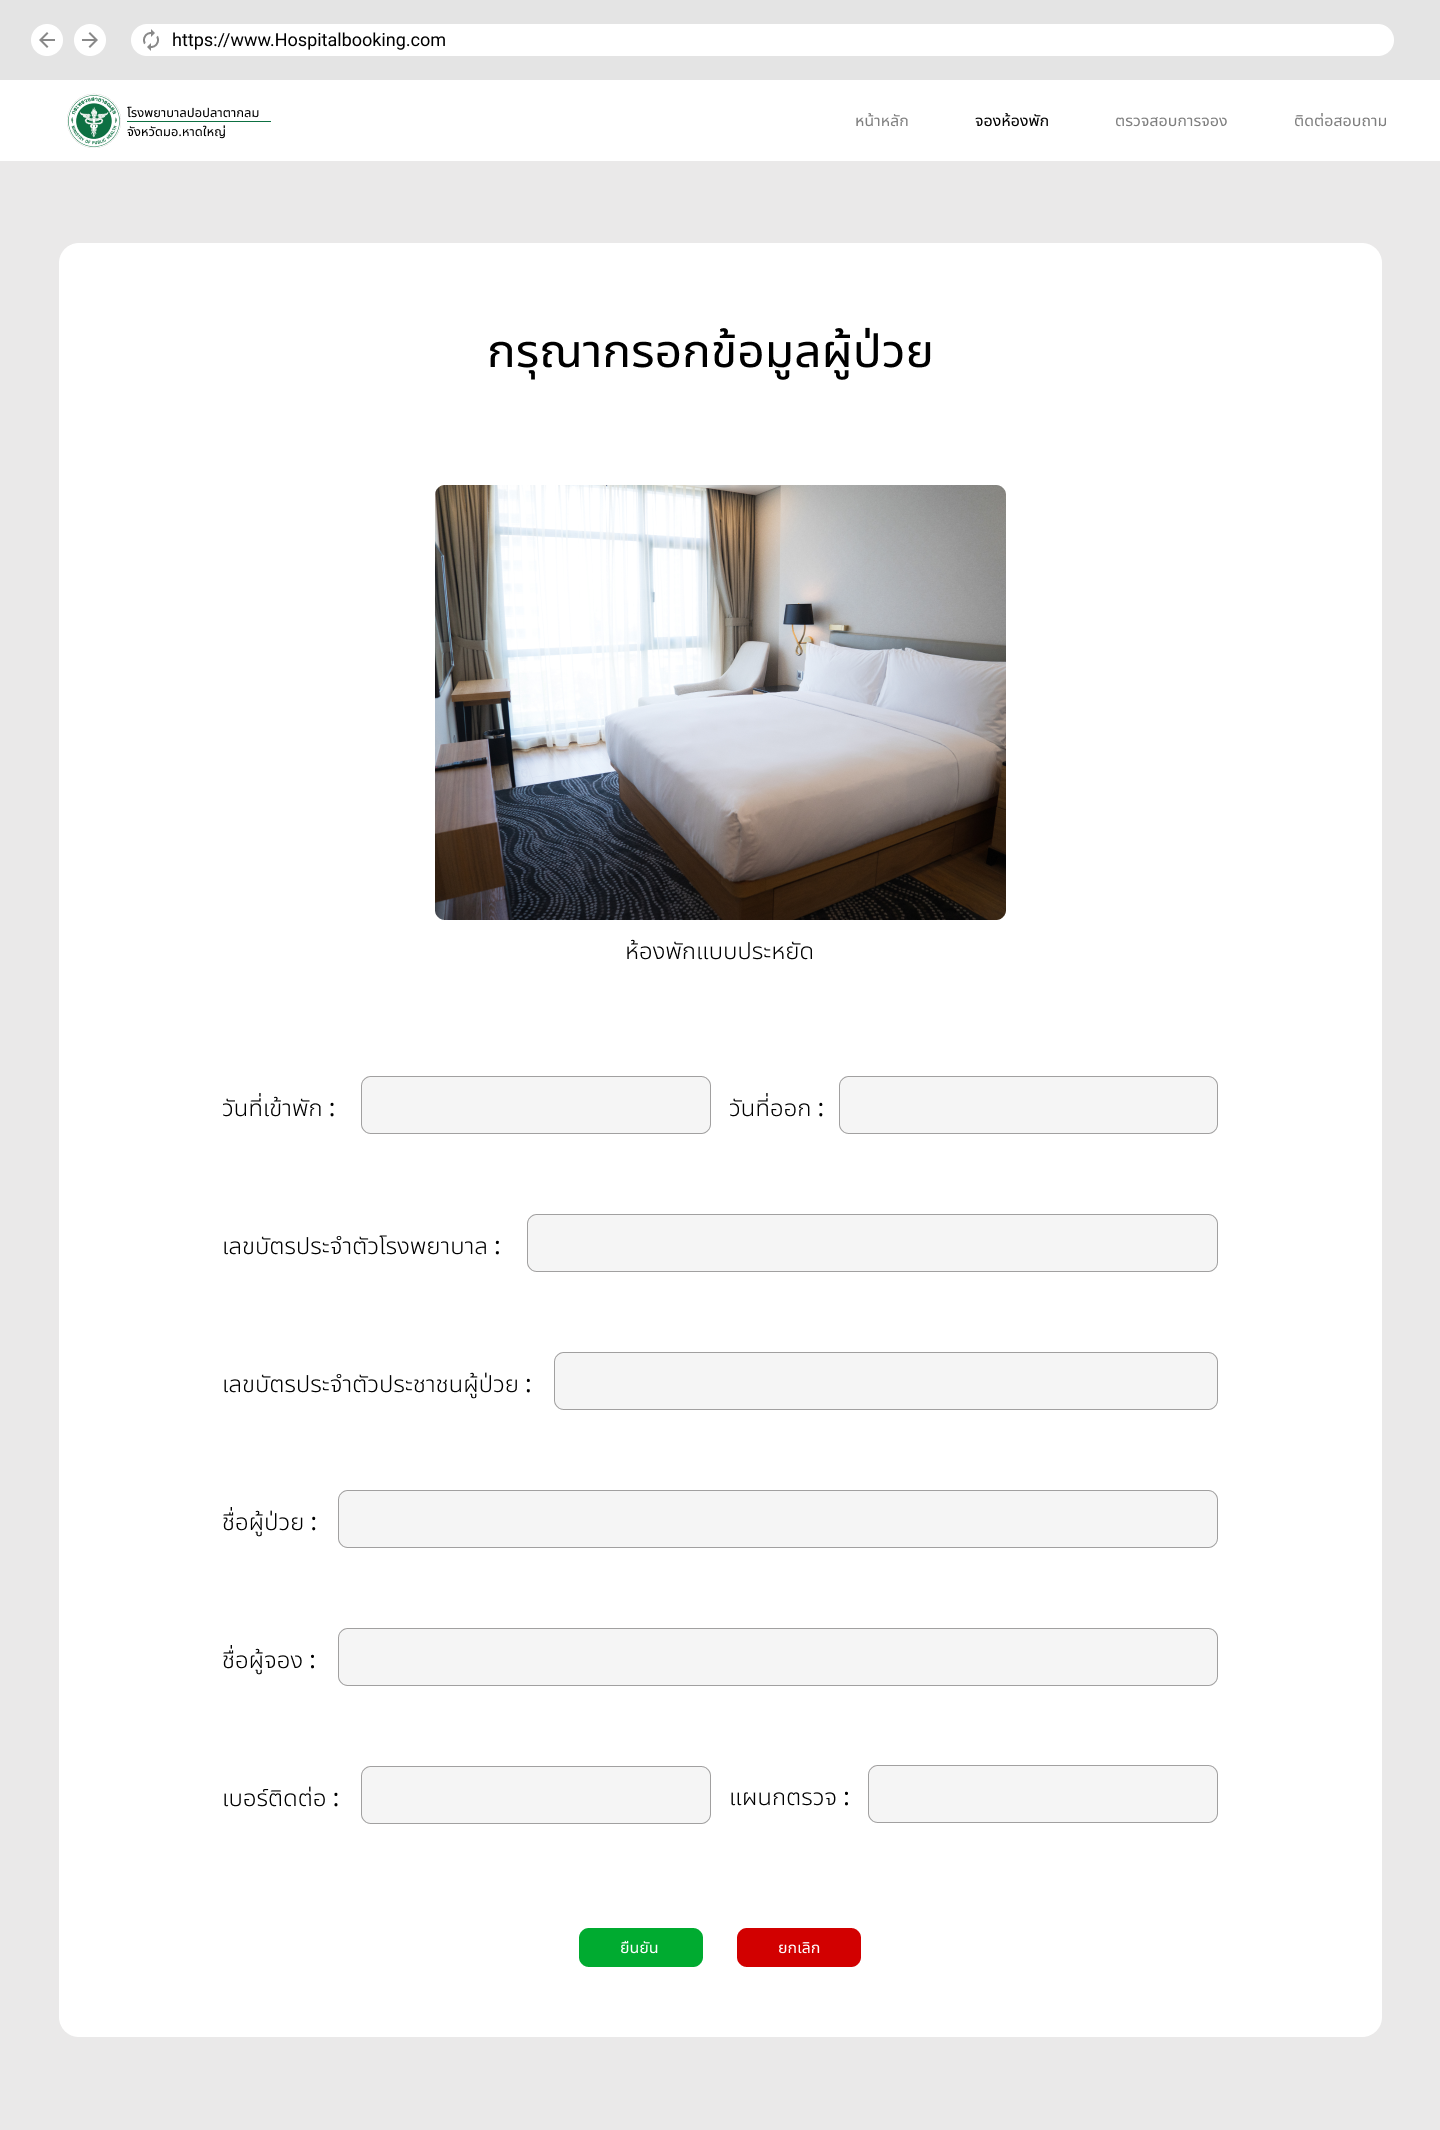 https://www.Hospitalbooking.com
โรงพยาบาลปอปลาตากลม
จังหวัดมอ.หาดใหญ่
หน้าหลัก จองห้องพัก ตรวจสอบการจอง ติดต่อสอบถาม
กรุณากรอกข้อมูลผู้ป่วย
ห้องพักแบบประหยัด
วันที่เข้าพัก : วันที่ออก :
เลขบัตรประจำตัวโรงพยาบาล :
เลขบัตรประจำตัวประชาชนผู้ป่วย :
ชื่อผู้ป่วย :
ชื่อผู้จอง :
เบอร์ติดต่อ : แผนกตรวจ :
ยืนยัน ยกเลิก